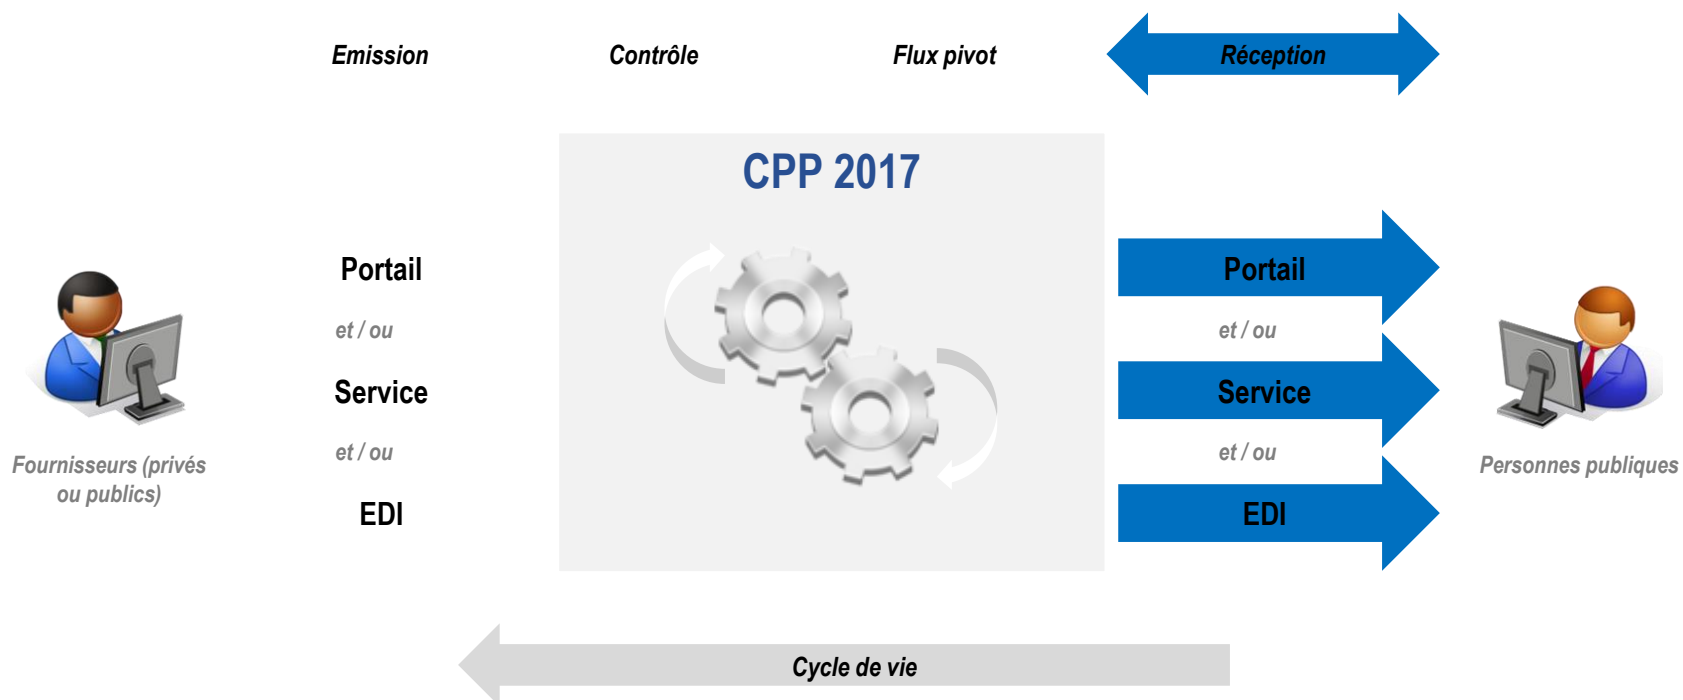 Emission
Contrôle
Flux pivot
Réception
CPP 2017
Portail
et / ou
Service
et / ou
EDI
Portail
et / ou
Service
et / ou
EDI
Fournisseurs (privés
ou publics)
Personnes publiques
Cycle de vie